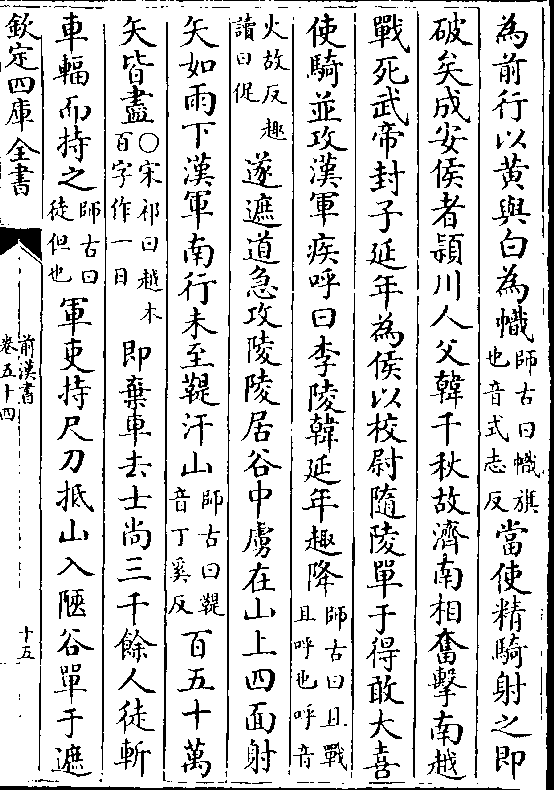 為前行以黃與白為幟師古曰幟旗也音式志反當使精騎射之即
破矣成安侯者潁川人父韓千秋故濟南相奮擊南越
戰死武帝封子延年為侯以校尉隨陵單于得敢大喜
使騎並攻漢軍疾呼曰李陵韓延年趣降師古曰且戰且呼也呼音
火故反趣讀曰促遂遮道急攻陵陵居谷中虜在山上四面射
矢如雨下漢軍南行未至鞮汗山師古曰鞮音丁奚反百五十萬
矢皆盡○宋祁曰越本百字作一日即棄車去士尚三千餘人徒斬
車輻而持之師古曰徒但也軍吏持尺刀抵山入陿谷單于遮
欽定四庫全書
前漢書
卷五十四
十五